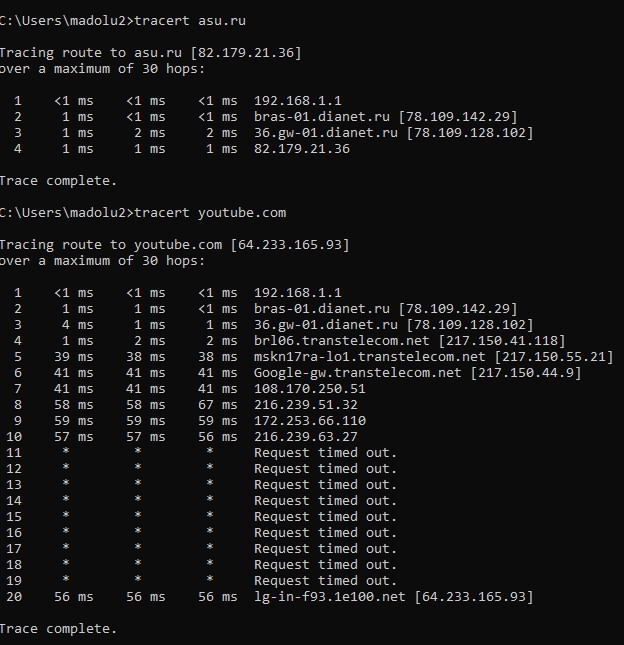 C:\Users\madolu2>tracert asu.ru
Tracing route to asu.ru [82.179.21.36]
over a maximum of 30 hops:
1 <1 ms <1 ms <1 ms 192.168.1.1
2 1 ms <1 ms <1 ms bras-01.dianet.ru [78.109.142.29]
3 1 ms 2 ms 2 ms 36.gw-01.dianet.ru [78.109.128.102]
4 1 ms 1 ms 1 ms 82.179.21.36
Trace complete.
C:\Users\madolu2>tracert youtube.com
Tracing route to youtube.com [64.233.165.93]
over a maximum of 30 hops:
1 <1 ms <1 ms <1 ms 192.168.1.1
2 1 ms 1 ms <1 ms bras-01.dianet.ru [78.109.142.29]
3 4 ms 1 ms 1 ms 36.gw-01.dianet.ru [78.109.128.102]
4 1 ms 2 ms 2 ms brl06.transtelecom.net [217.150.41.118]
5 39 ms 38 ms 38 ms mskn17ra-lo1.transtelecom.net [217.150.55.21]
6 41 ms 41 ms 41 ms Google-gw.transtelecom.net [217.150.44.9]
7 41 ms 41 ms 41 ms 108.170.250.51
8 58 ms 58 ms 67 ms 216.239.51.32
9 59 ms 59 ms 59 ms 172.253.66.110
10 57 ms 57 ms 56 ms 216.239.63.27
11 * * * Request timed out.
12 * * * Request timed out.
13 * * * Request timed out.
14 * * * Request timed out.
15 * * * Request timed out.
16 * * * Request timed out.
17 * * * Request timed out.
18 * * * Request timed out.
19 * * * Request timed out.
20 56 ms 56 ms 56 ms lg-in-f93.1e100.net [64.233.165.93]
Trace complete.